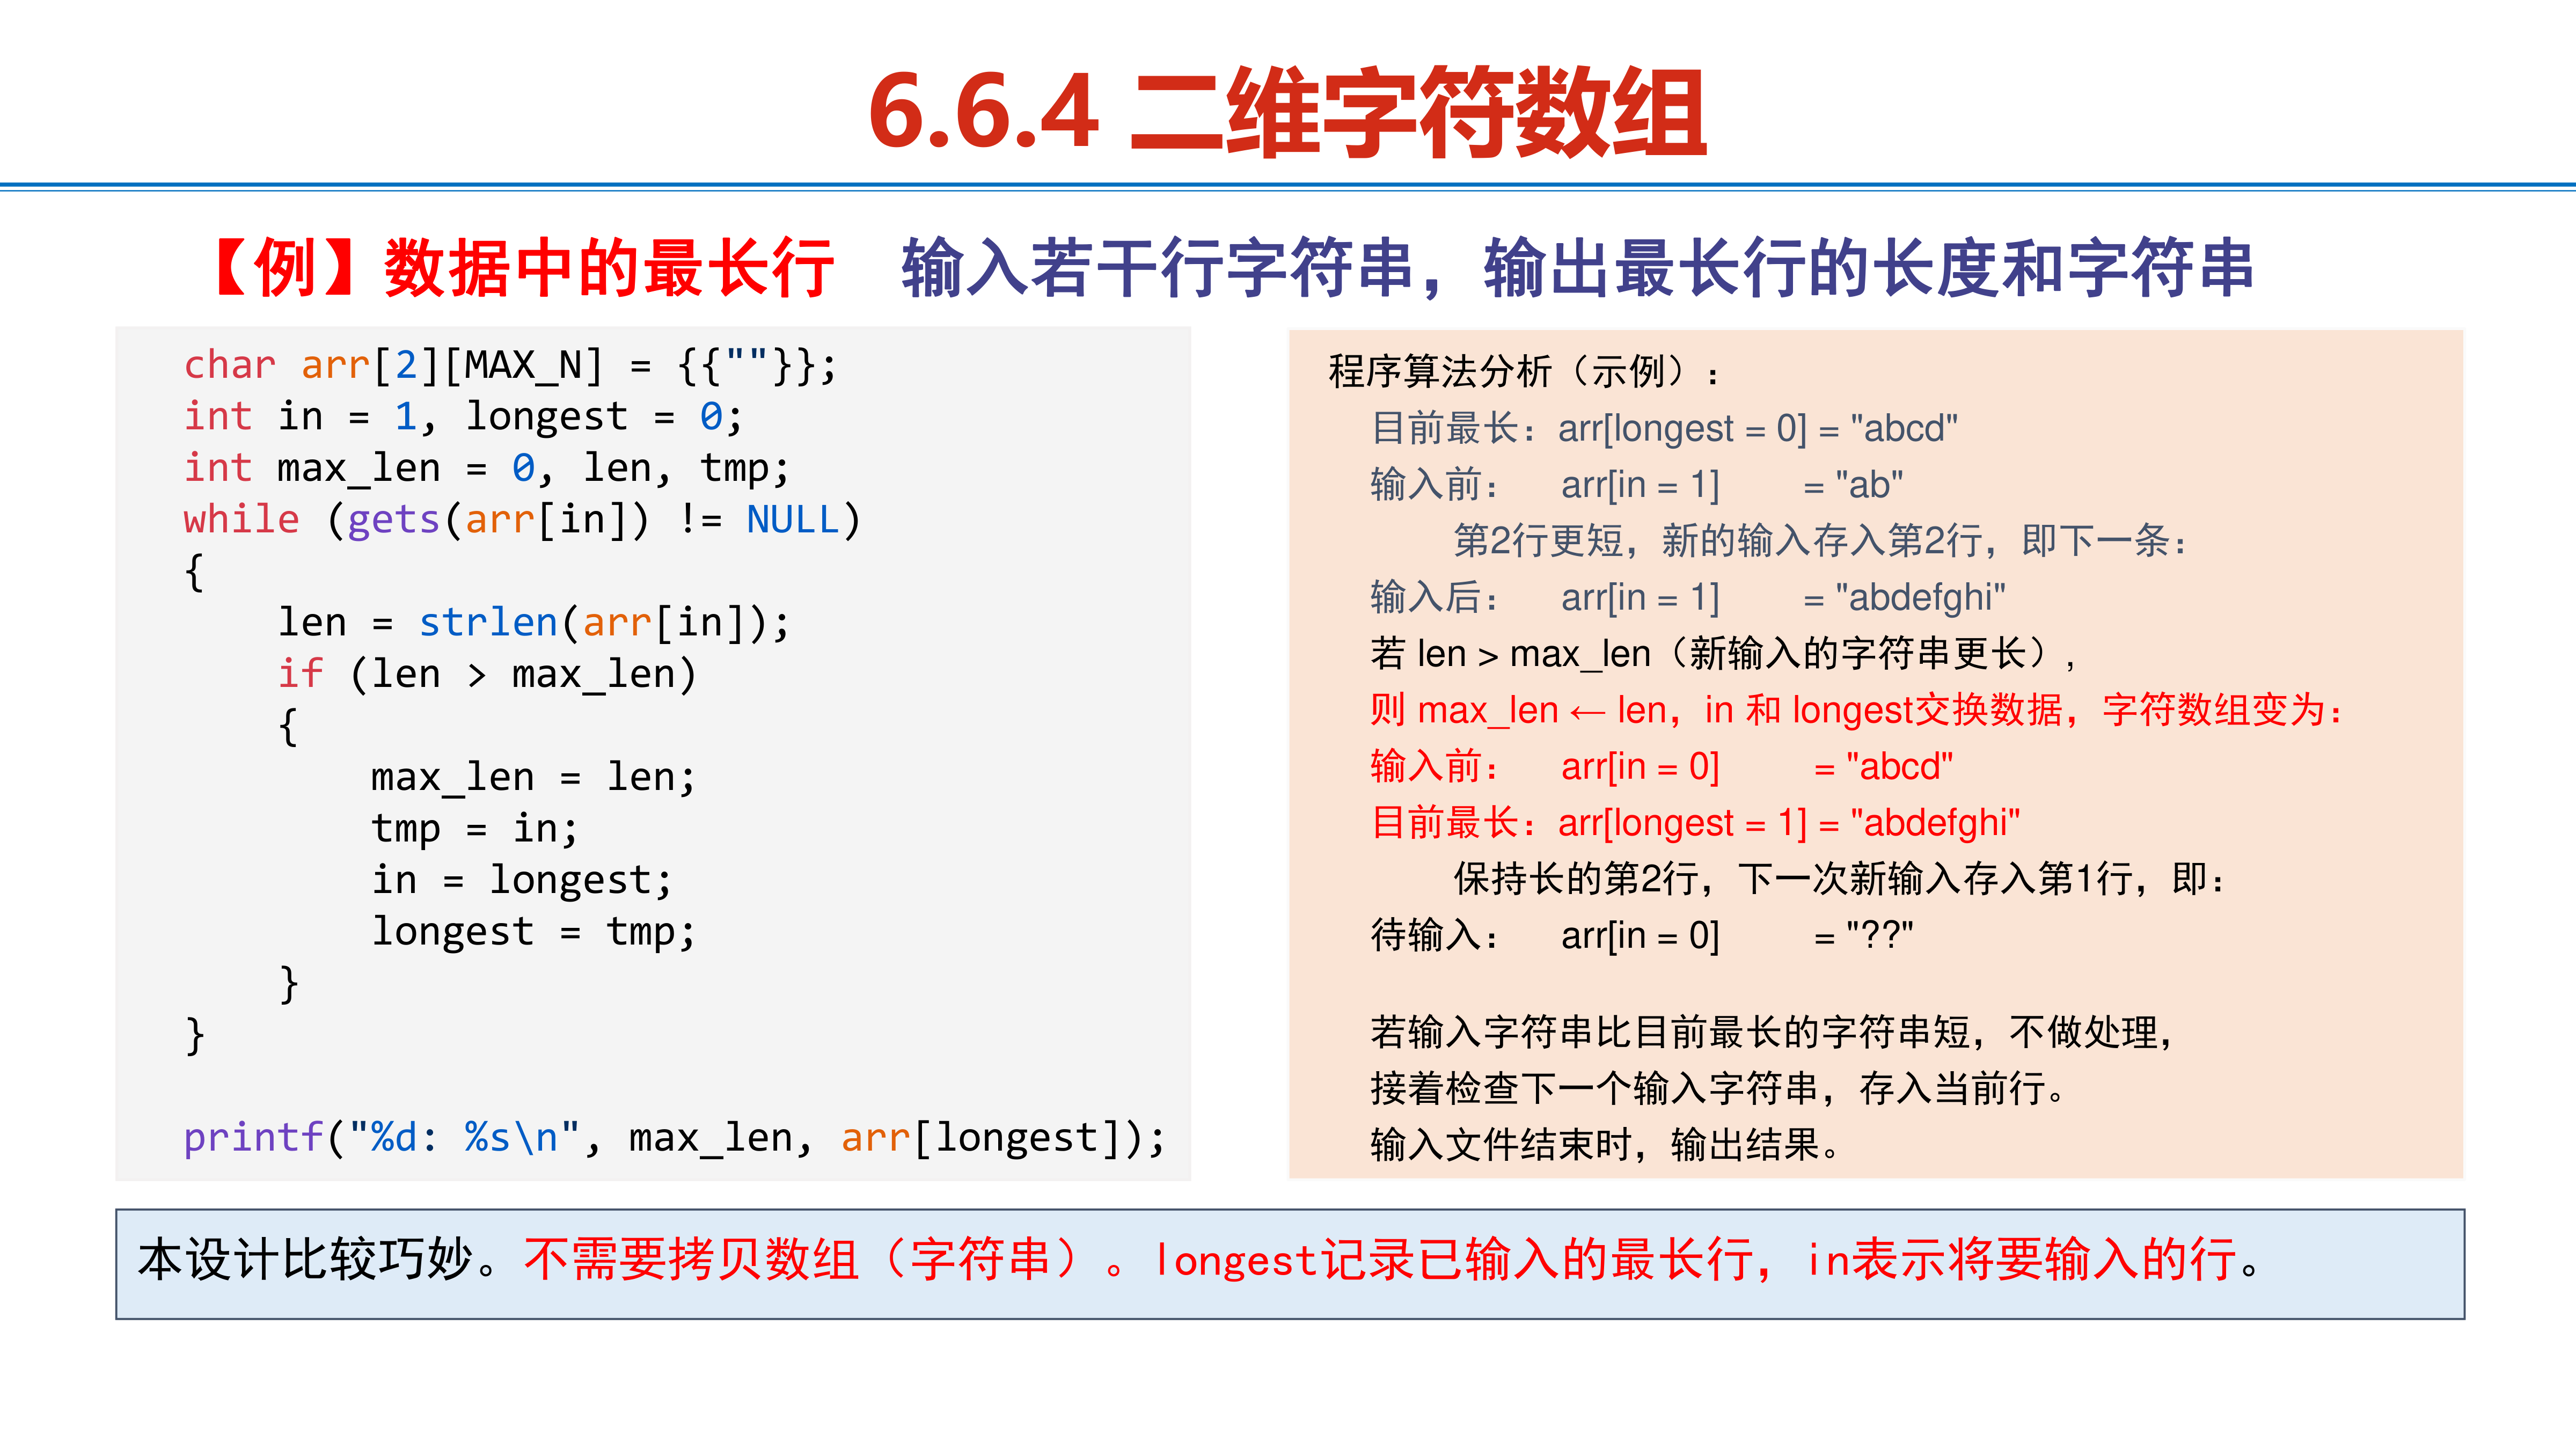 6.6.4 二维字符数组
【例】数据中的最长行 输入若干行字符串，输出最长行的长度和字符串
char arr[2][MAX_N] = {{""}};
int in = 1, longest = 0;
int max_len = 0, len, tmp;
while (gets(arr[in]) != NULL)
{
    len = strlen(arr[in]);
    if (len > max_len)
    {
        max_len = len;
        tmp = in;
        in = longest;
        longest = tmp;
    }
}
printf("%d: %s\n", max_len, arr[longest]);
程序算法分析（示例）：
目前最长：arr[longest = 0] = "abcd"
输入前： arr[in = 1] = "ab"
第2行更短，新的输入存入第2行，即下一条：
输入后： arr[in = 1] = "abdefghi"
若 len > max_len（新输入的字符串更长）,
则 max_len ← len，in 和 longest交换数据，字符数组变为：
输入前： arr[in = 0] = "abcd"
目前最长：arr[longest = 1] = "abdefghi"
保持长的第2行，下一次新输入存入第1行，即：
待输入： arr[in = 0] = "??"
若输入字符串比目前最长的字符串短，不做处理，
接着检查下一个输入字符串，存入当前行。
输入文件结束时，输出结果。
本设计比较巧妙。不需要拷贝数组（字符串）。longest记录已输入的最长行，in表示将要输入的行。